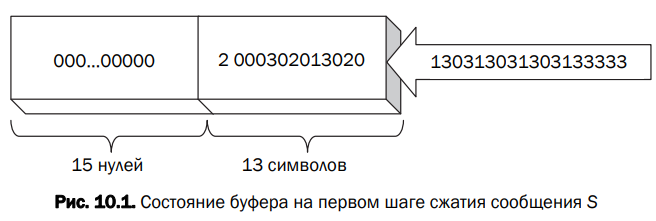 000...00000 2 000302013020 130313031303133333
15 нулей 13 символов
Рис. 10.1. Состояние буфера на первом шаге сжатия сообщения S